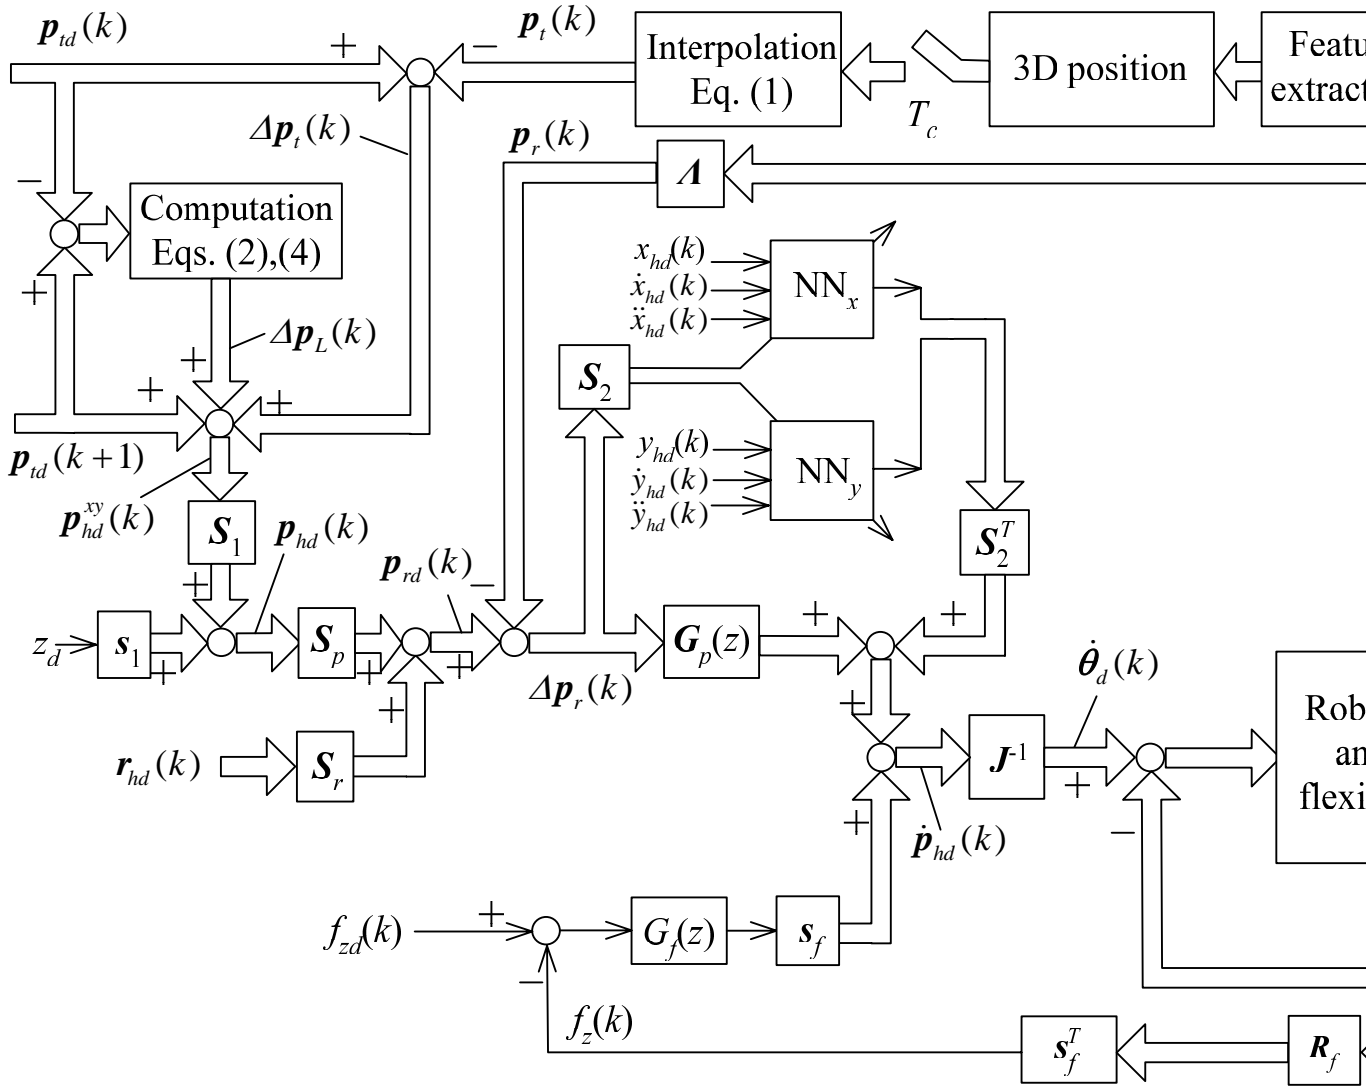 p_td(k)
+
−
p_t(k)
Interpolation
Eq. (1)
T_c
3D position
Featu
extract
Δp_t(k)
p_r(k)
Λ
−
Computation
Eqs. (2),(4)
+
Δp_L(k)
+
+
+
p_td(k+1)
p_hd^xy(k)
x_hd(k)
ẋ_hd(k)
ẍ_hd(k)
NN_x
S_2
y_hd(k)
ẏ_hd(k)
ÿ_hd(k)
NN_y
S_2^T
S_1
p_hd(k)
p_rd(k)
−
+
z_d
s_1
+
S_p
+
+
Δp_r(k)
G_p(z)
+
+
θ̇_d(k)
r_hd(k)
S_r
+
+
J^-1
+
−
Rob
an
flexi
+
ṗ_hd(k)
f_zd(k)
+
−
G_f(z)
s_f
f_z(k)
s_f^T
R_f